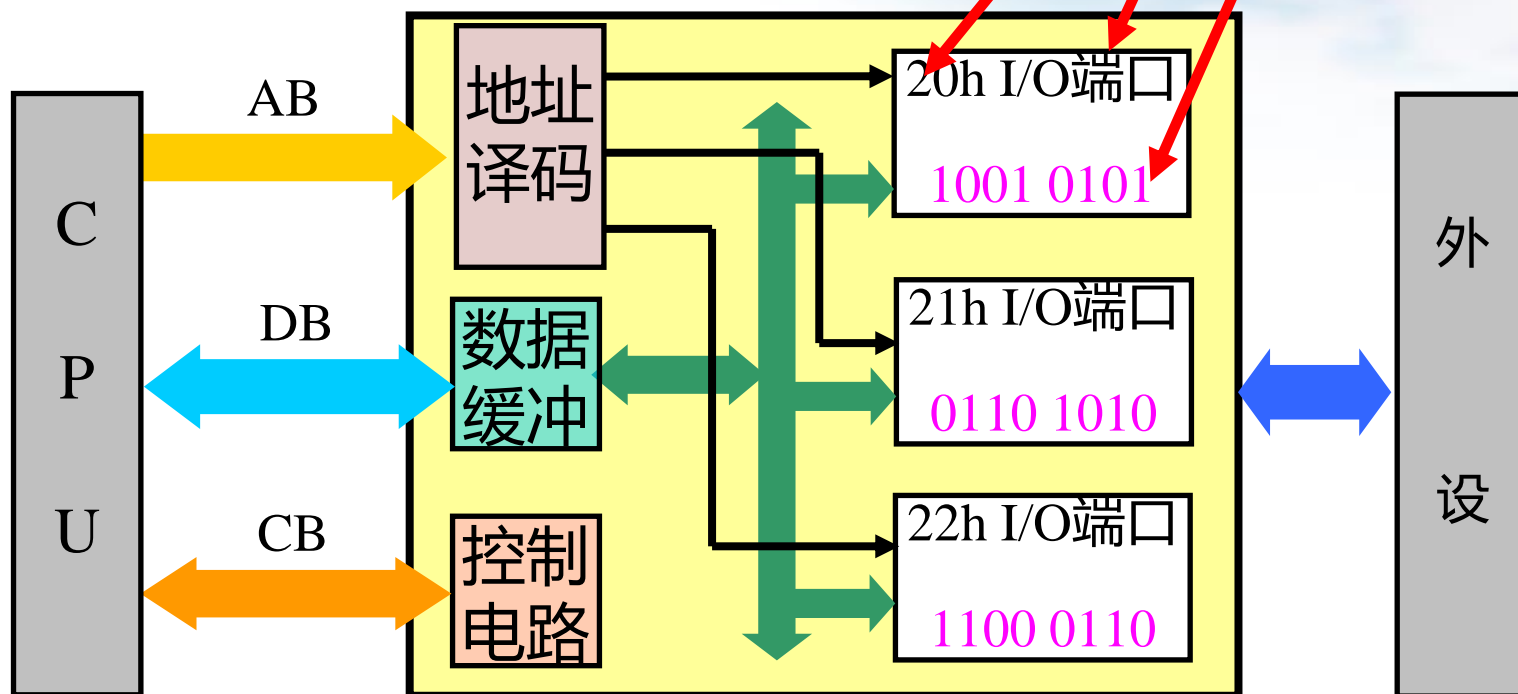 C
P
U
AB
DB
CB
地址
译码
数据
缓冲
控制
电路
20h I/O端口
1001 0101
21h I/O端口
0110 1010
22h I/O端口
1100 0110
外
设